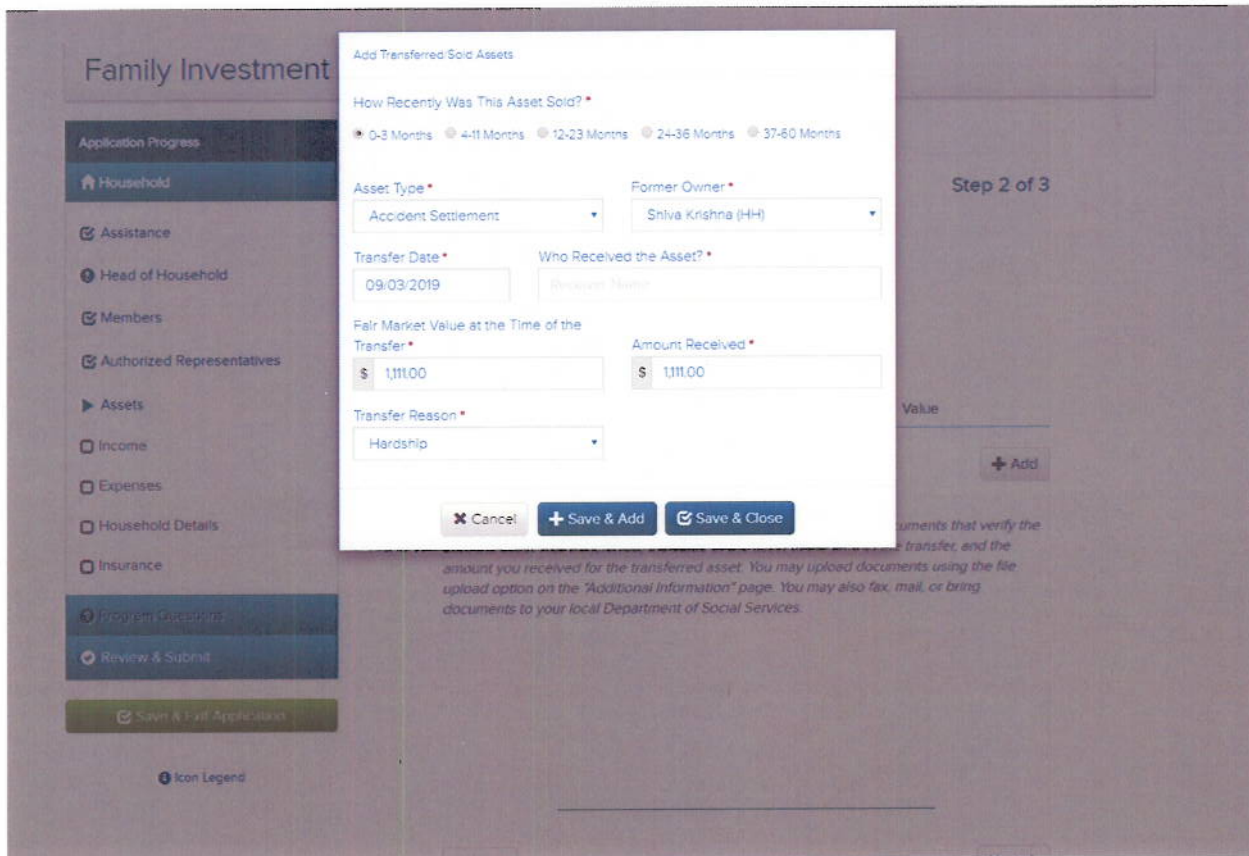 Family Investment
Application Progress
Household
Assistance
Head of Household
Members
Authorized Representatives
Assets
Income
Expenses
Household Details
Insurance
Program Questions
Review & Submit
Save & Exit Application
Icon Legend
Add Transferred/Sold Assets
How Recently Was This Asset Sold? *
0-3 Months 4-11 Months 12-23 Months 24-36 Months 37-60 Months
Asset Type * Former Owner *
Accident Settlement Shiva Krishna (HH)
Transfer Date * Who Received the Asset? *
09/03/2019 Name
Fair Market Value at the Time of the
Transfer * Amount Received *
$ 1,111.00 $ 1,111.00
Transfer Reason *
Hardship
Cancel Save & Add Save & Close
Step 2 of 3
Value
Add
that verify the
transfer, and the
amount you received for the transferred asset. You may upload documents using the file
upload option on the "Additional Information" page. You may also fax, mail, or bring
documents to your local Department of Social Services.